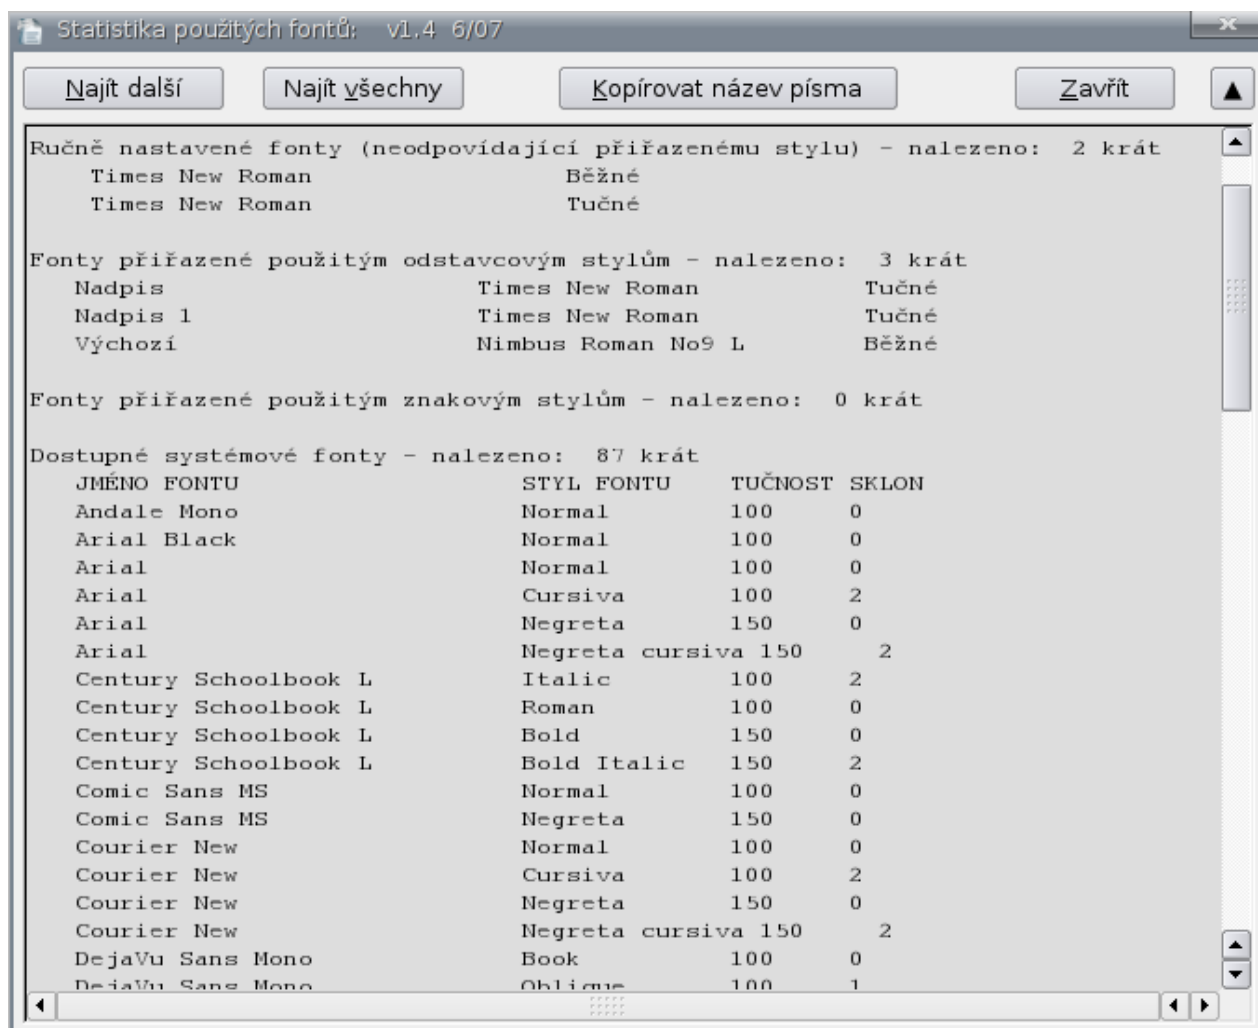 Statistika použitých fontů: v1.4 6/07
Najít další Najít všechny Kopírovat název písma Zavřít
Ručně nastavené fonty (neodpovídající přiřazenému stylu) - nalezeno: 2 krát
Times New Roman Běžné
Times New Roman Tučné
Fonty přiřazené použitým odstavcovým stylům - nalezeno: 3 krát
Nadpis Times New Roman Tučné
Nadpis 1 Times New Roman Tučné
Výchozí Nimbus Roman No9 L Běžné
Fonty přiřazené použitým znakovým stylům - nalezeno: 0 krát
Dostupné systémové fonty - nalezeno: 87 krát
JMÉNO FONTU STYL FONTU TUČNOST SKLON
Andale Mono Normal 100 0
Arial Black Normal 100 0
Arial Normal 100 0
Arial Cursiva 100 2
Arial Negreta 150 0
Arial Negreta cursiva 150 2
Century Schoolbook L Italic 100 2
Century Schoolbook L Roman 100 0
Century Schoolbook L Bold 150 0
Century Schoolbook L Bold Italic 150 2
Comic Sans MS Normal 100 0
Comic Sans MS Negreta 150 0
Courier New Normal 100 0
Courier New Cursiva 100 2
Courier New Negreta 150 0
Courier New Negreta cursiva 150 2
DejaVu Sans Mono Book 100 0
DejaVu Sans Mono Oblique 100 1